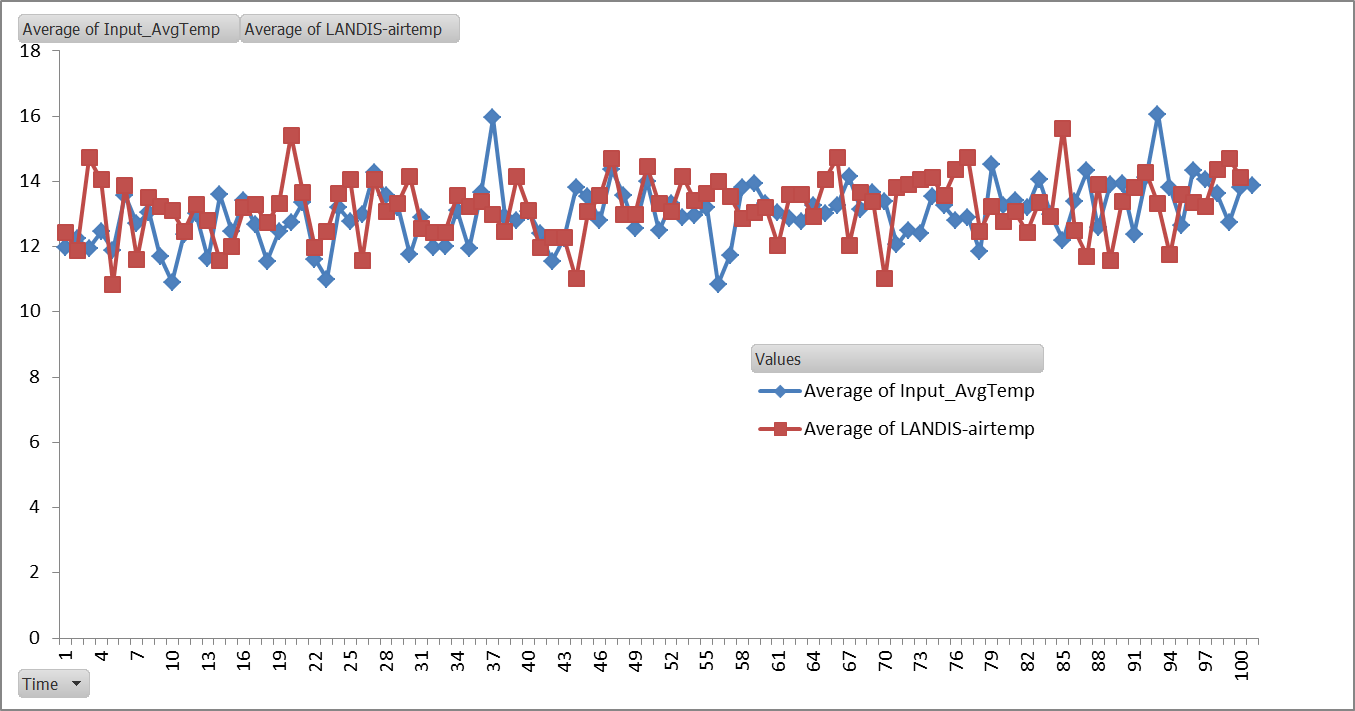 Average of Input_AvgTemp Average of LANDIS-airtemp
18
16
14
12
10
8
6
4
2
0
Values
Average of Input_AvgTemp
Average of LANDIS-airtemp
1 4 7 10 13 16 19 22 25 28 31 34 37 40 43 46 49 52 55 58 61 64 67 70 73 76 79 82 85 88 91 94 97 100
Time